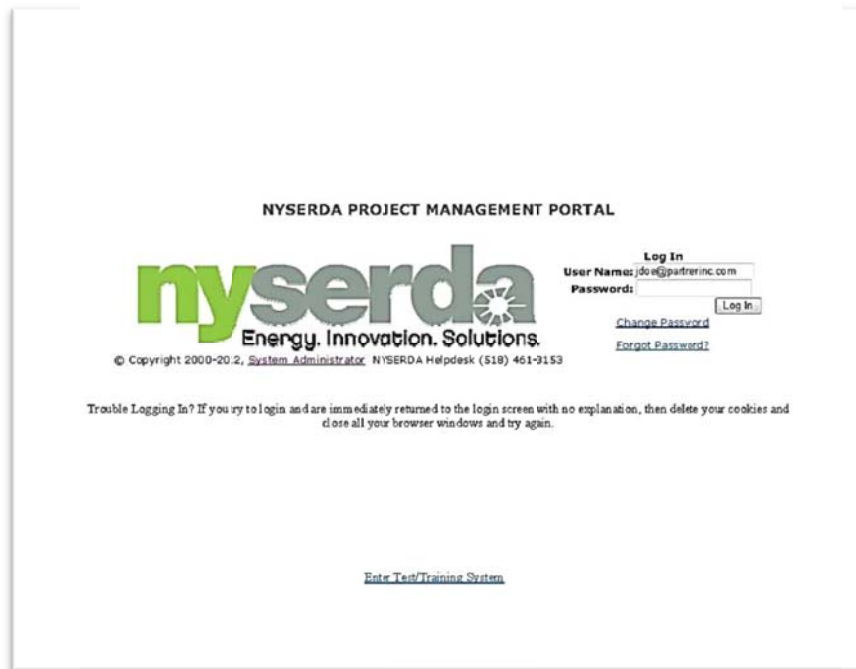 NYSERDA PROJECT MANAGEMENT PORTAL
nyserda
Energy. Innovation. Solutions.
Log In
User Name: jdoe@partrerinc.com
Password:
Log In
Change Password
Forgot Password?
© Copyright 2000-20.2, System Administrator NYSERDA Helpdesk (518) 461-3153
Trouble Logging In? If you ry to login and are immediately returned to the login screen with no explanation, then delete your cookies and
close all your browser windows and try again.
Enter Test/Training System